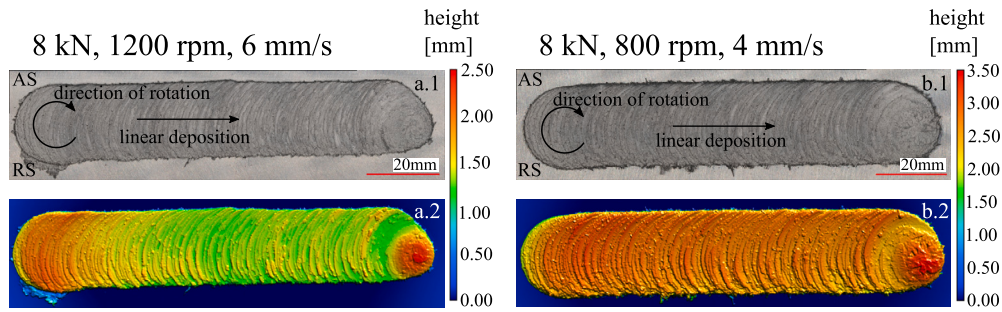 8 kN, 1200 rpm, 6 mm/s
height
[mm]
AS
a.1
direction of rotation
linear deposition
RS
20mm
a.2
2.50
2.00
1.50
1.00
0.50
0.00
8 kN, 800 rpm, 4 mm/s
height
[mm]
AS
b.1
direction of rotation
linear deposition
RS
20mm
b.2
3.50
3.00
2.50
2.00
1.50
1.00
0.50
0.00